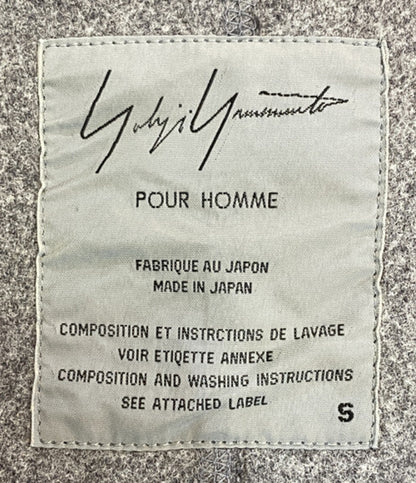 Yohji Yamamoto
POUR HOMME
FABRIQUE AU JAPON
MADE IN JAPAN
COMPOSITION ET INSTRCTIONS DE LAVAGE
VOIR ETIQETTE ANNEXE
COMPOSITION AND WASHING INSTRUCTIONS
SEE ATTACHED LABEL
S